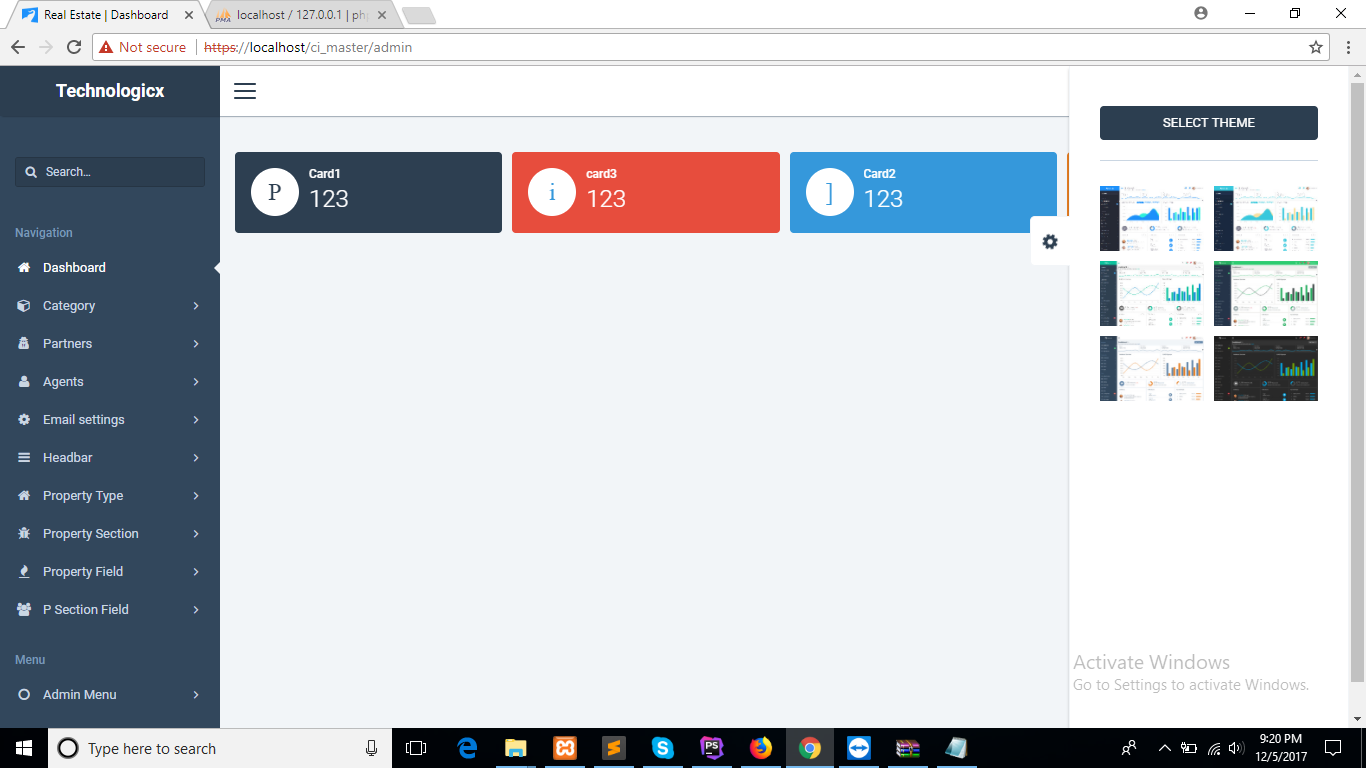 Real Estate | Dashboard
localhost / 127.0.0.1 | ph
Not secure
https://localhost/ci_master/admin
Technologicx
SELECT THEME
Search...
Card1
123
card3
123
Card2
123
Navigation
Dashboard
Category
Partners
Agents
Email settings
Headbar
Property Type
Property Section
Property Field
P Section Field
Menu
Admin Menu
Activate Windows
Go to Settings to activate Windows.
Type here to search
9:20 PM
12/5/2017